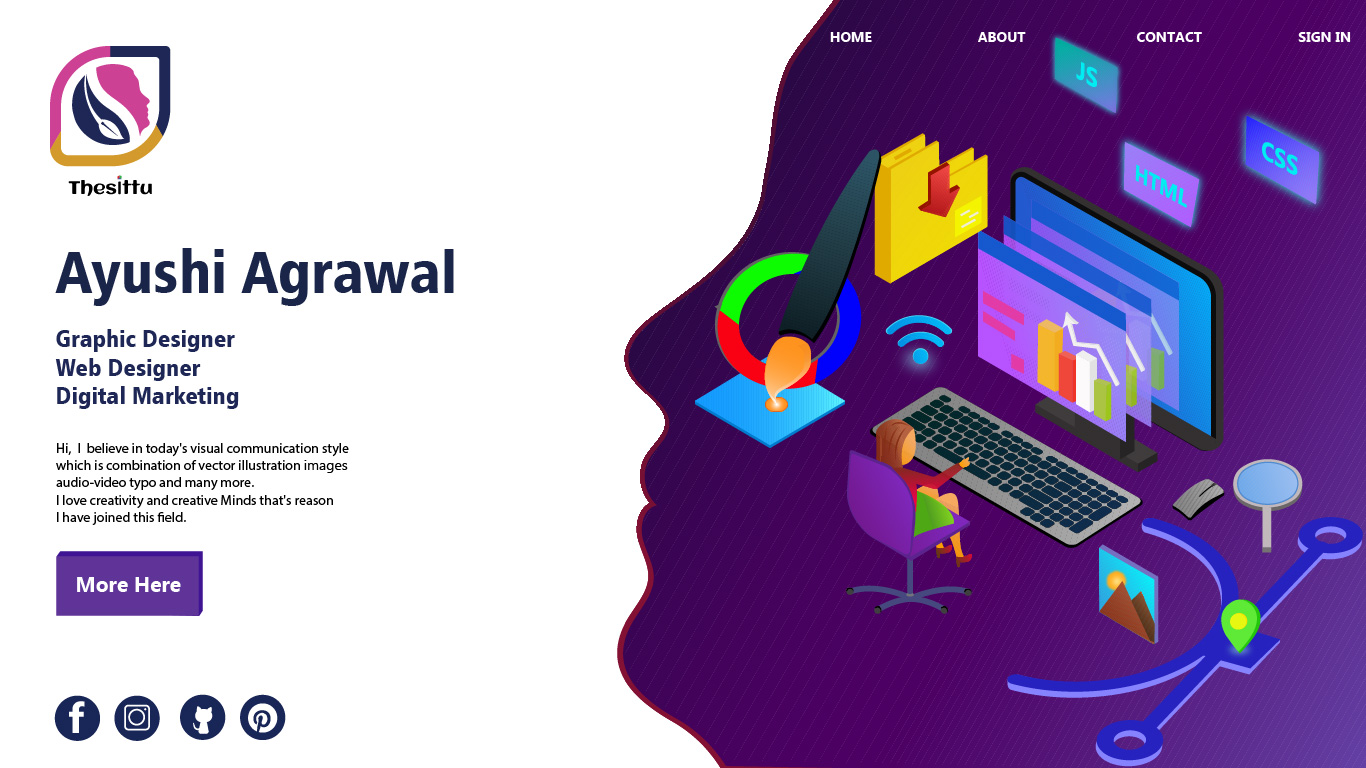 HOME ABOUT CONTACT SIGN IN
JS
CSS
HTML
Thesittu
Ayushi Agrawal
Graphic Designer
Web Designer
Digital Marketing
Hi, I believe in today's visual communication style
which is combination of vector illustration images
audio-video typo and many more.
I love creativity and creative Minds that's reason
I have joined this field.
More Here